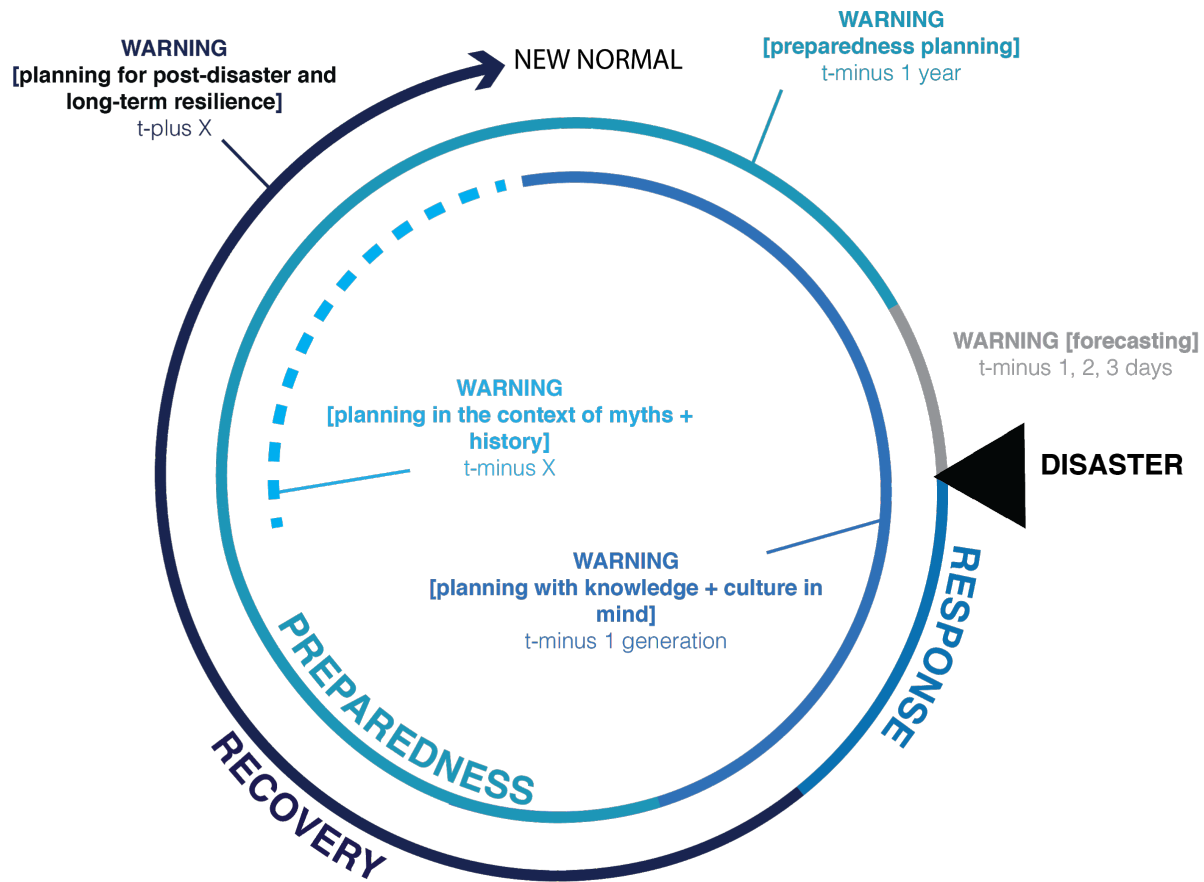 WARNING
[planning for post-disaster and
long-term resilience]
t-plus X
NEW NORMAL
WARNING
[preparedness planning]
t-minus 1 year
WARNING [forecasting]
t-minus 1, 2, 3 days
DISASTER
WARNING
[planning in the context of myths +
history]
t-minus X
WARNING
[planning with knowledge + culture in
mind]
t-minus 1 generation
RESPONSE
PREPAREDNESS
RECOVERY